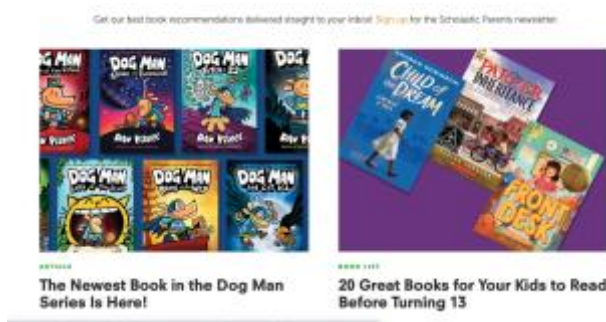 Get our best book recommendations delivered straight to your inbox! Sign up for the Scholastic Parents newsletter.
DOG MAN
DOG MAN
DOG MAN
DOG MAN
DAV PILKEY
DAV PILKEY
DAV PILKEY
DOG MAN
DOG MAN
DOG MAN
CHILD OF
THE DREAM
INHERITANCE
FRONT
DESK
ARTICLE
BOOK LIST
The Newest Book in the Dog Man
Series Is Here!
20 Great Books for Your Kids to Read
Before Turning 13